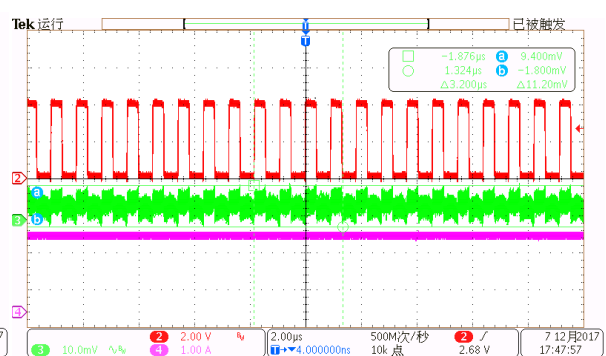 Tek 运行 已被触发
T
T
−1.876μs a 9.400mV
1.324μs b −1.800mV
△3.200μs △11.20mV
2
a
b
3
4
2 2.00 V 2.00μs 500M次/秒 2 7 12月2017
3 10.0mV 4 1.00 A T→▼4.000000ns 10k 点 2.68 V 17:47:57